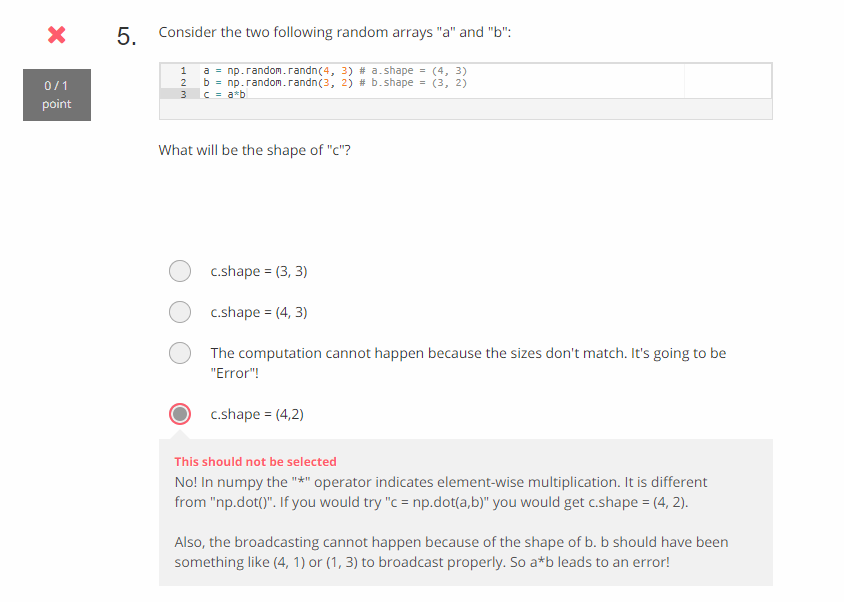 5. Consider the two following random arrays "a" and "b":
0 / 1
point
1 a = np.random.randn(4, 3) # a.shape = (4, 3)
2 b = np.random.randn(3, 2) # b.shape = (3, 2)
3 c = a*b
What will be the shape of "c"?
c.shape = (3, 3)
c.shape = (4, 3)
The computation cannot happen because the sizes don't match. It's going to be
"Error"!
c.shape = (4,2)
This should not be selected
No! In numpy the "*" operator indicates element-wise multiplication. It is different
from "np.dot()". If you would try "c = np.dot(a,b)" you would get c.shape = (4, 2).
Also, the broadcasting cannot happen because of the shape of b. b should have been
something like (4, 1) or (1, 3) to broadcast properly. So a*b leads to an error!